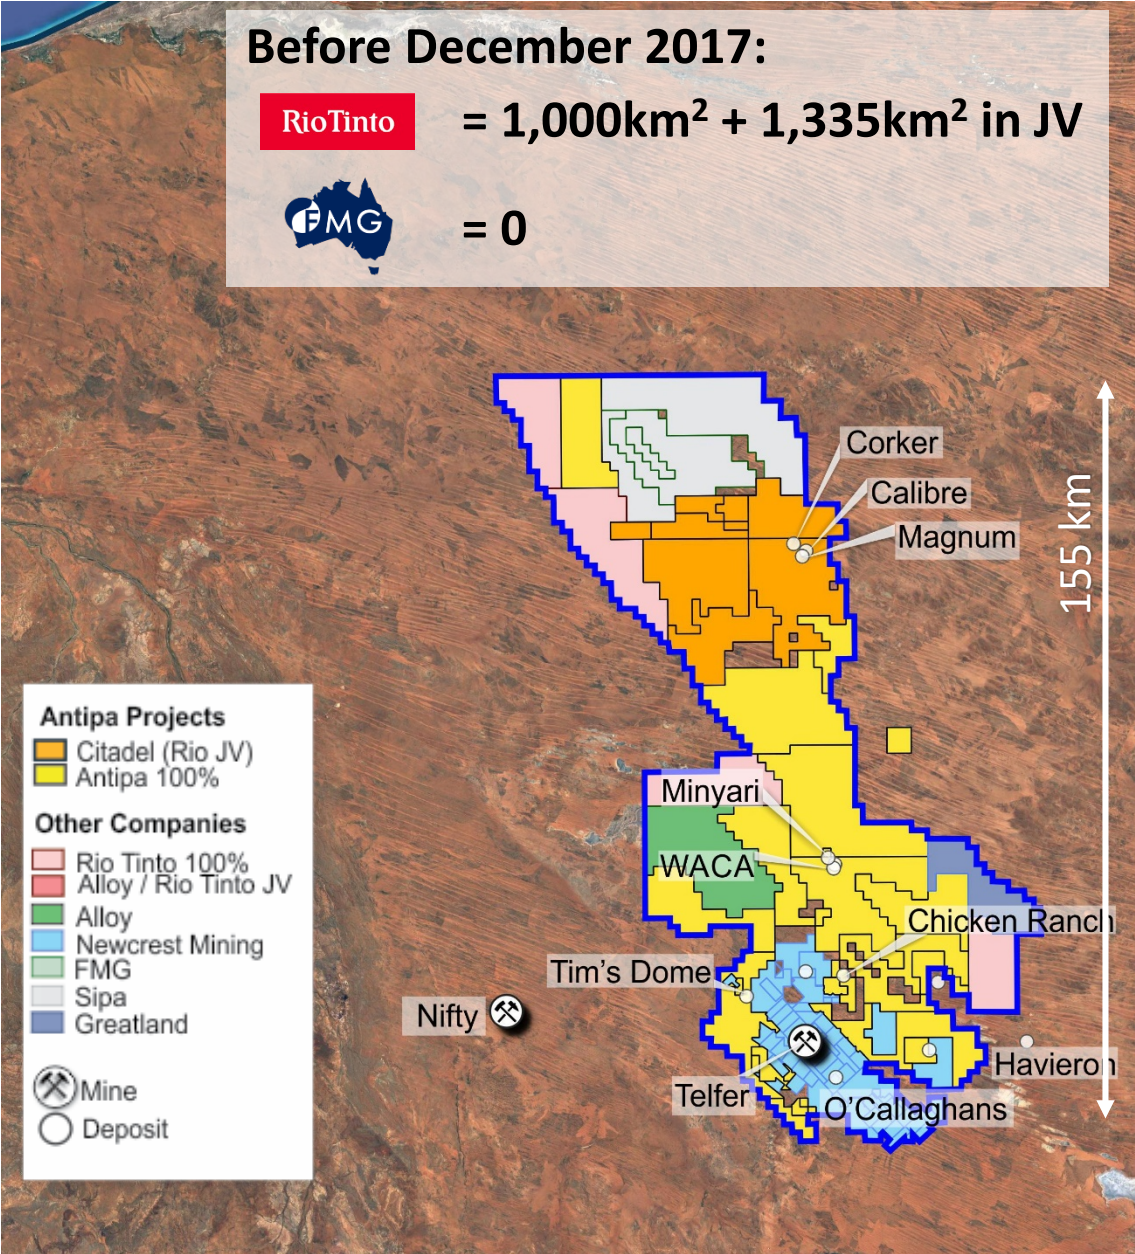 Before December 2017:
RioTinto = 1,000km² + 1,335km² in JV
FMG = 0
Corker
Calibre
Magnum
155 km
Antipa Projects
Citadel (Rio JV)
Antipa 100%
Other Companies
Rio Tinto 100%
Alloy / Rio Tinto JV
Alloy
Newcrest Mining
FMG
Sipa
Greatland
Mine
Deposit
Minyari
WACA
Chicken Ranch
Tim's Dome
Nifty
Havieron
Telfer
O'Callaghans